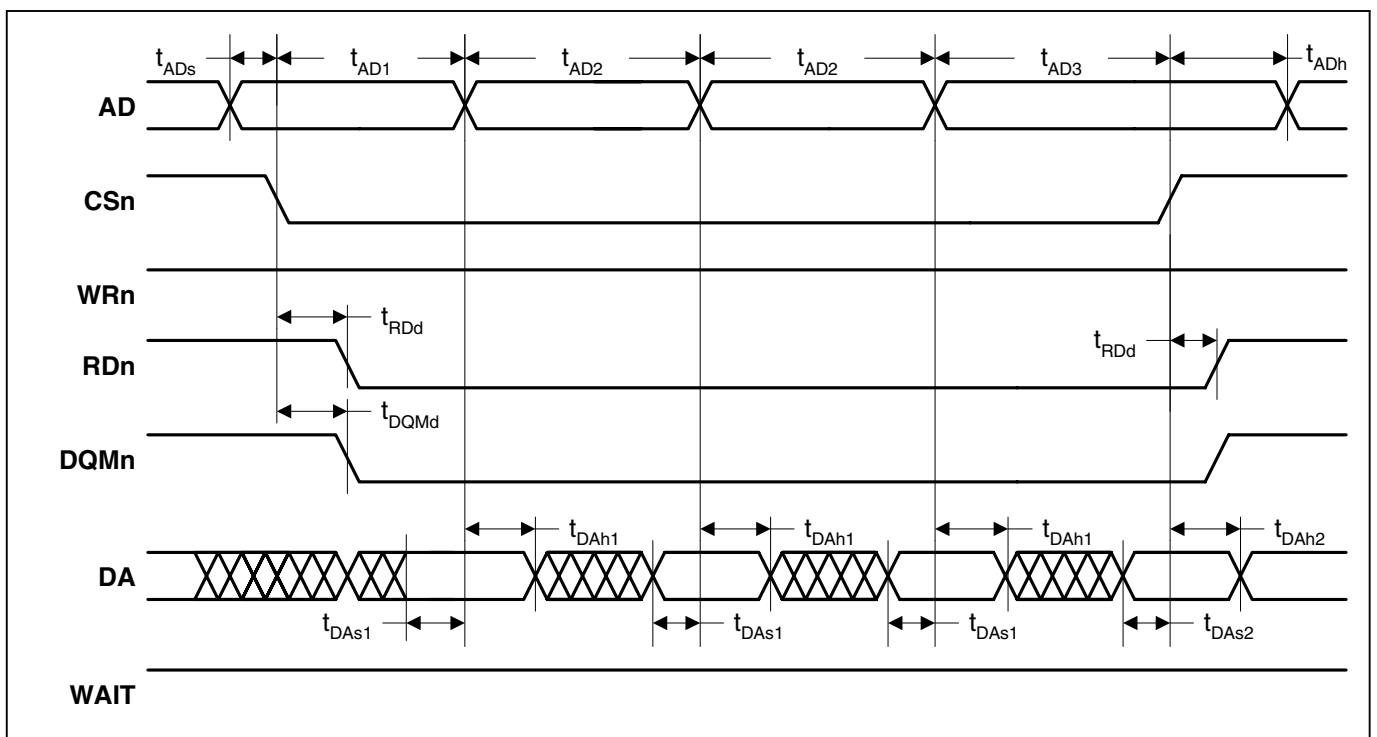 tADs tAD1 tAD2 tAD2 tAD3 tADh
AD
CSn
WRn
tRDd
RDn tRDd
tDQMd
DQMn
tDAh1 tDAh1 tDAh1 tDAh2
DA
tDAs1 tDAs1 tDAs1 tDAs2
WAIT